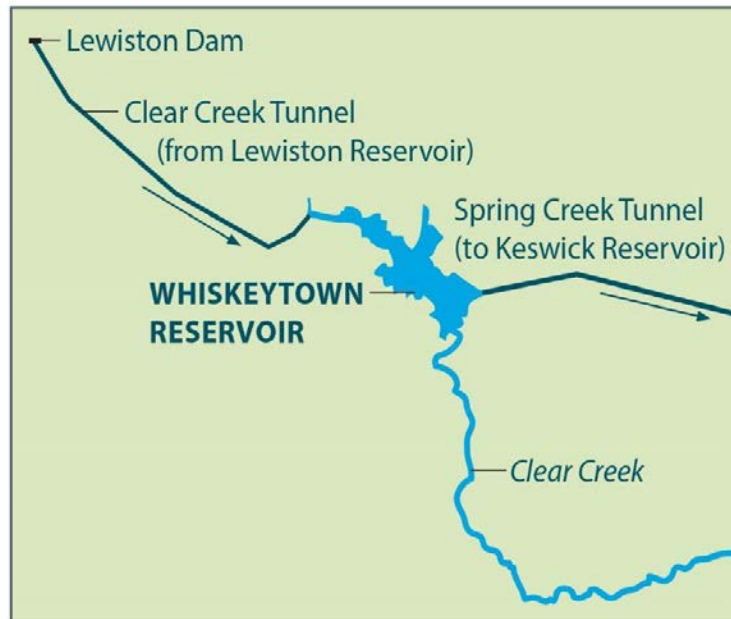 Lewiston Dam
Clear Creek Tunnel
(from Lewiston Reservoir)
Spring Creek Tunnel
(to Keswick Reservoir)
WHISKEYTOWN
RESERVOIR
Clear Creek